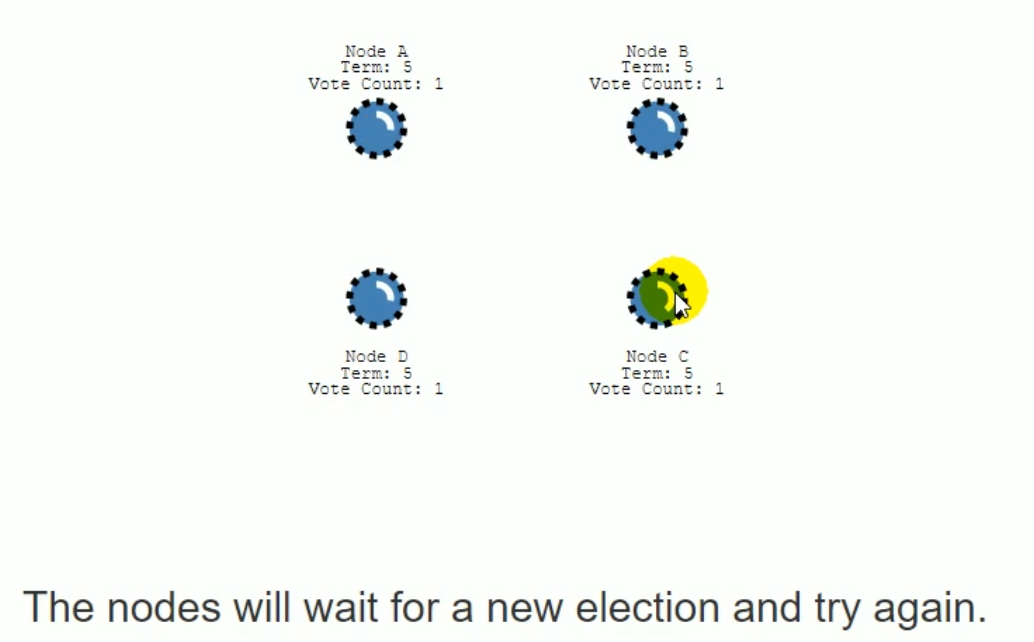 Node A
Term: 5
Vote Count: 1
Node B
Term: 5
Vote Count: 1
Node D
Term: 5
Vote Count: 1
Node C
Term: 5
Vote Count: 1
The nodes will wait for a new election and try again.